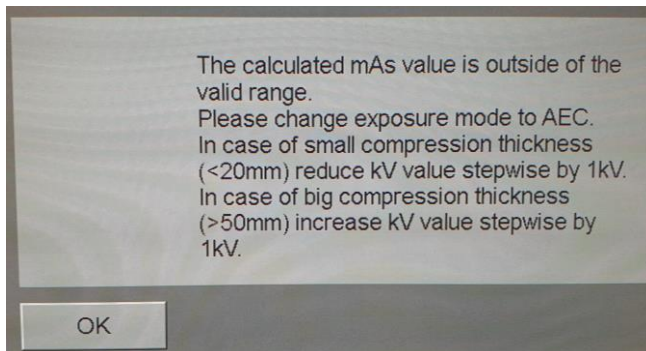 The calculated mAs value is outside of the
valid range.
Please change exposure mode to AEC.
In case of small compression thickness
(<20mm) reduce kV value stepwise by 1kV.
In case of big compression thickness
(>50mm) increase kV value stepwise by
1kV.
OK